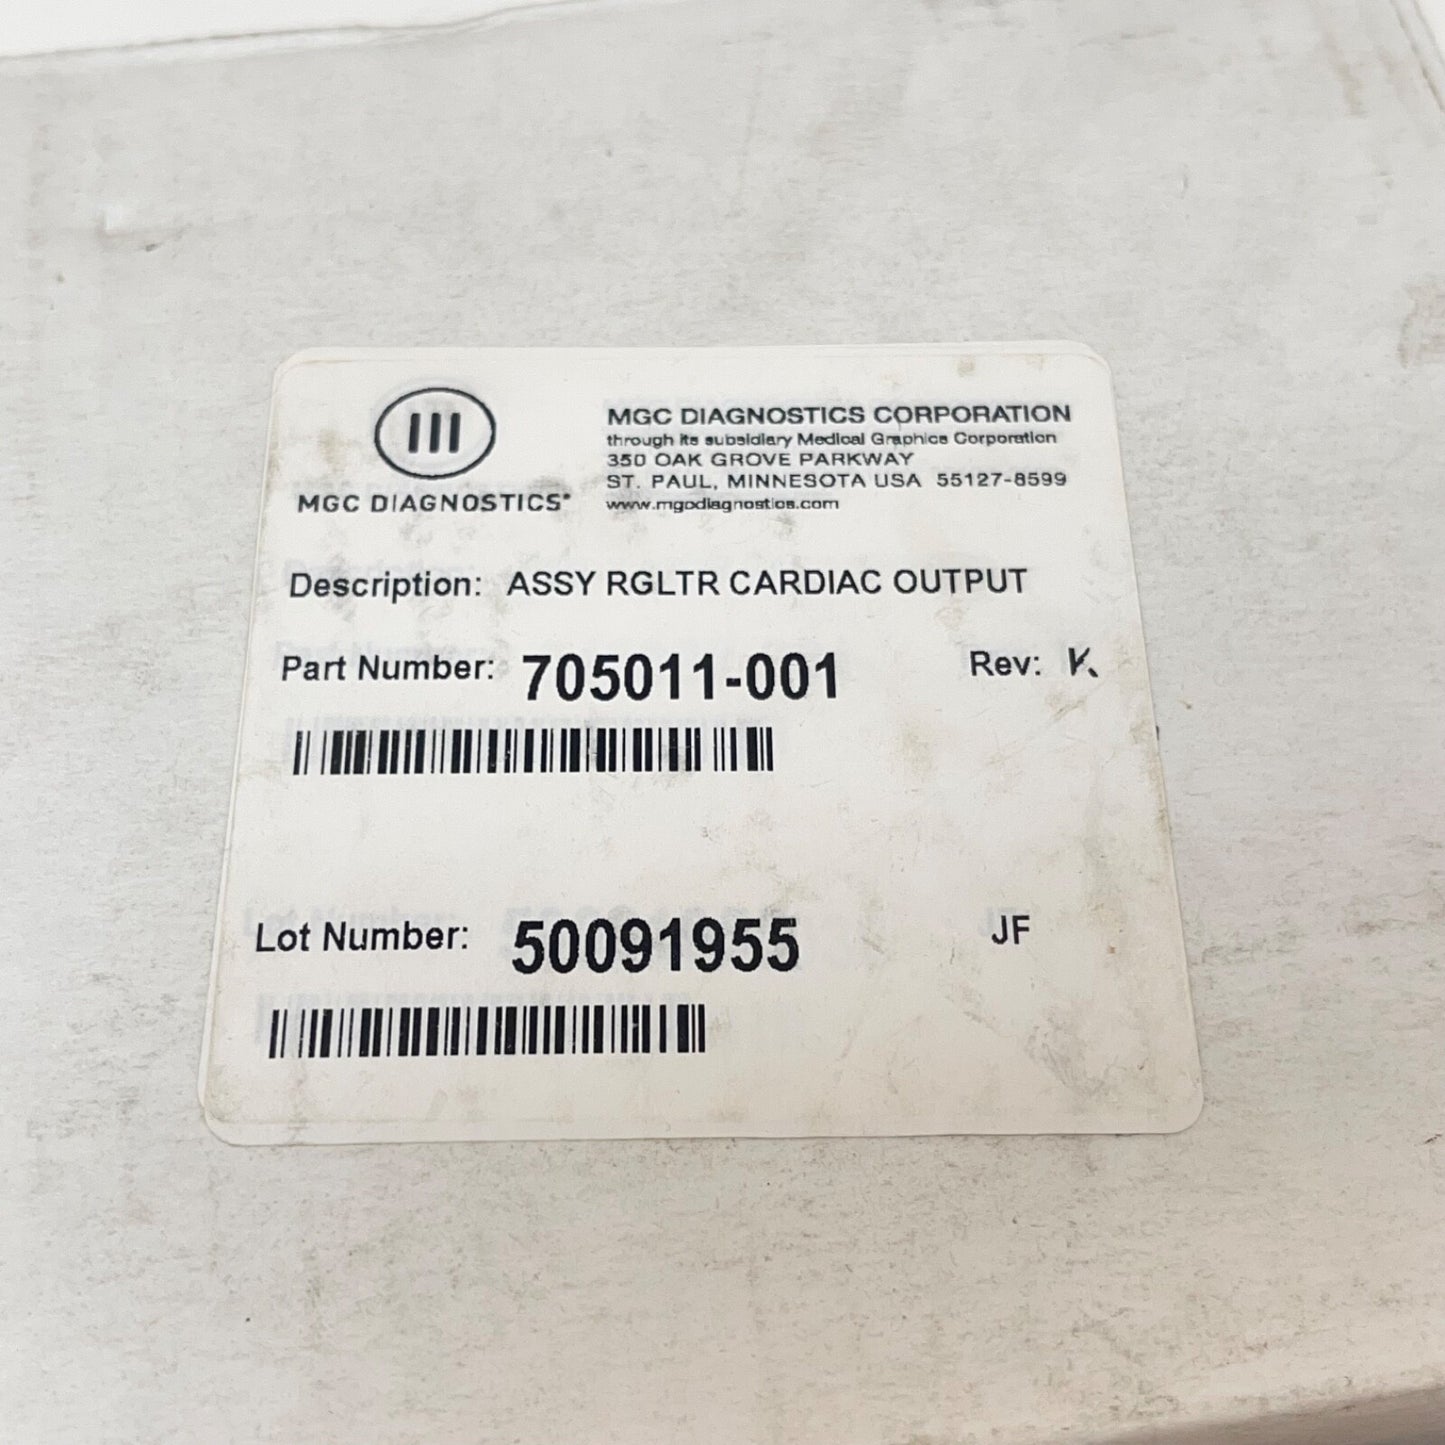 MGC DIAGNOSTICS®
MGC DIAGNOSTICS CORPORATION
through its subsidiary Medical Graphics Corporation
350 OAK GROVE PARKWAY
ST. PAUL, MINNESOTA USA 55127-8599
www.mgcdiagnostics.com
Description: ASSY RGLTR CARDIAC OUTPUT
Part Number: 705011-001 Rev:
Lot Number: 50091955 JF